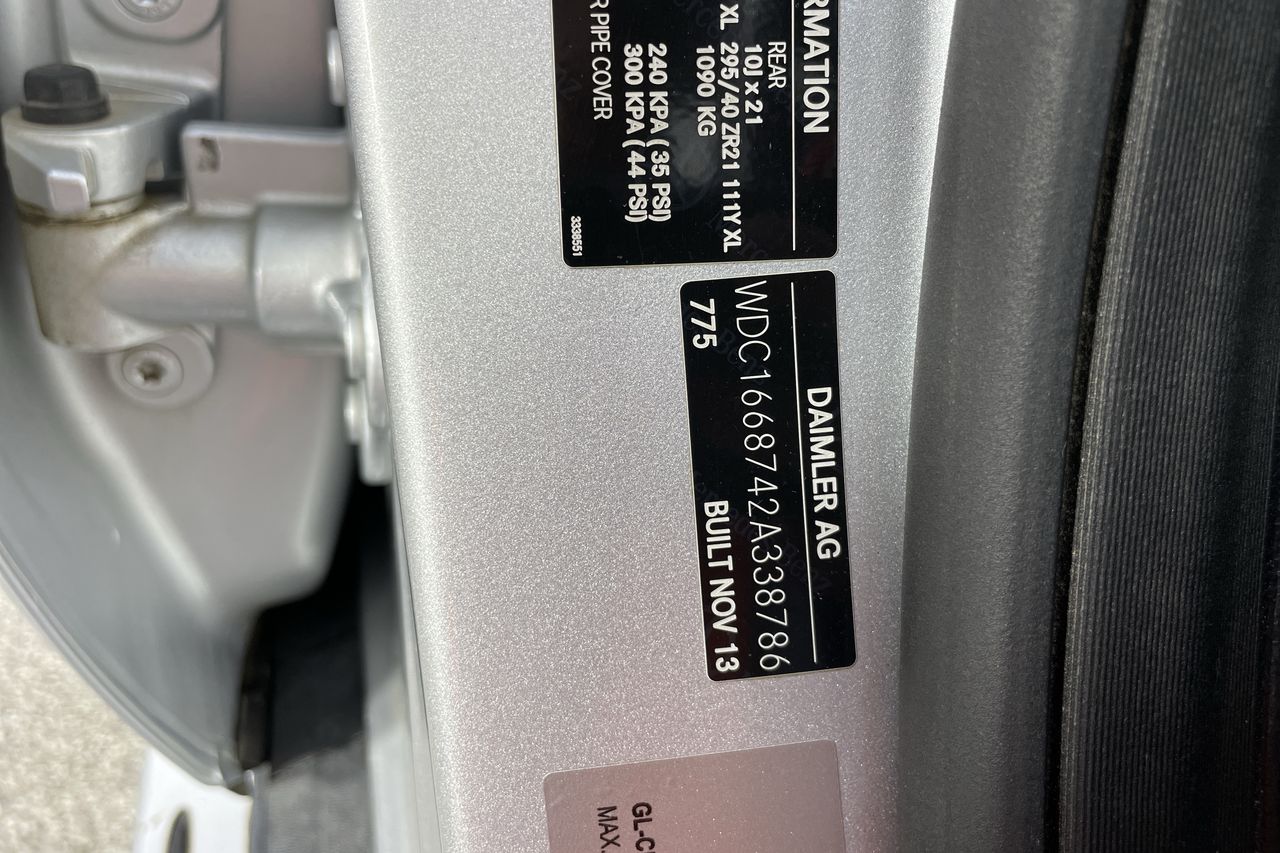 RMATION
REAR
10J x 21
XL 295/40 ZR21 111Y XL
1090 KG
240 KPA ( 35 PSI)
300 KPA ( 44 PSI)
R PIPE COVER
3338551
DAIMLER AG
WDC1668742A338786
775 BUILT NOV 13
GL-C
MAX.